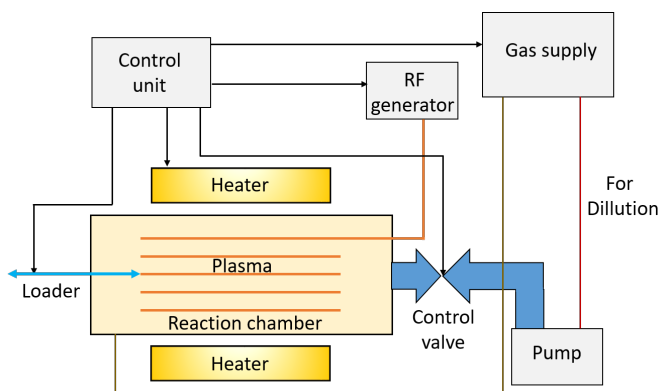 Control
unit
RF
generator
Gas supply
Heater
For
Dillution
Plasma
Loader
Reaction chamber
Control
valve
Heater
Pump